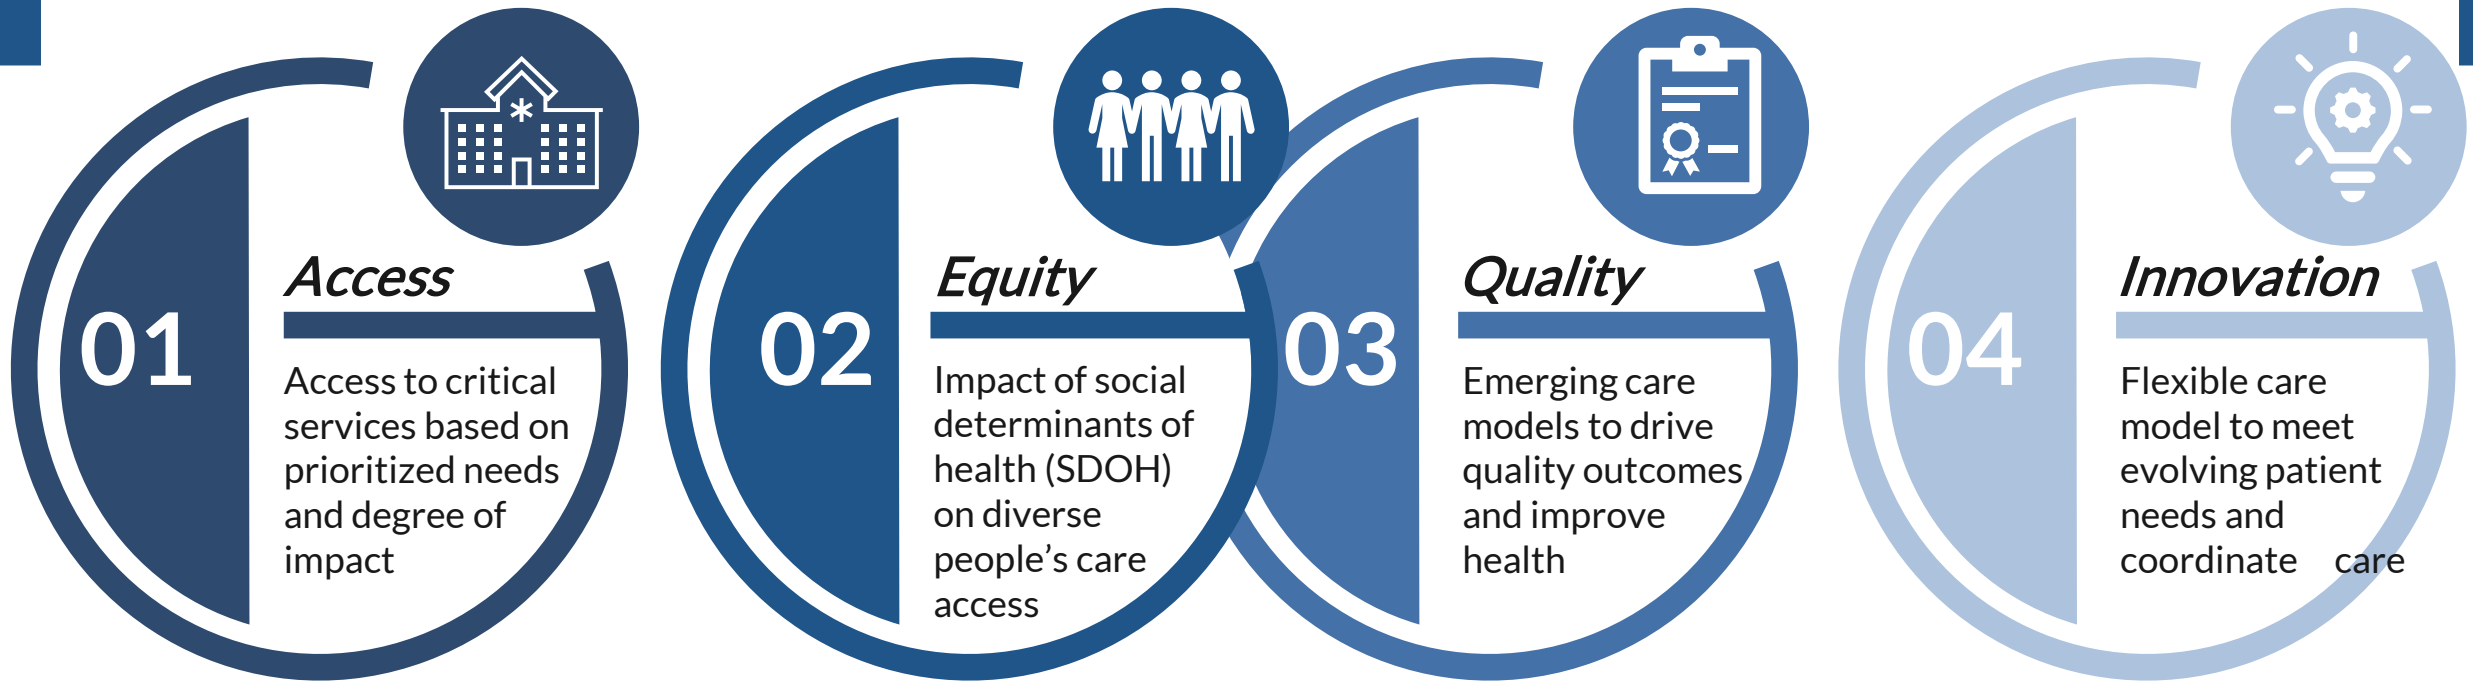 01
Access
Access to critical
services based on
prioritized needs
and degree of
impact
02
Equity
Impact of social
determinants of
health (SDOH)
on diverse
people’s care
access
03
Quality
Emerging care
models to drive
quality outcomes
and improve
health
04
Innovation
Flexible care
model to meet
evolving patient
needs and
coordinate care